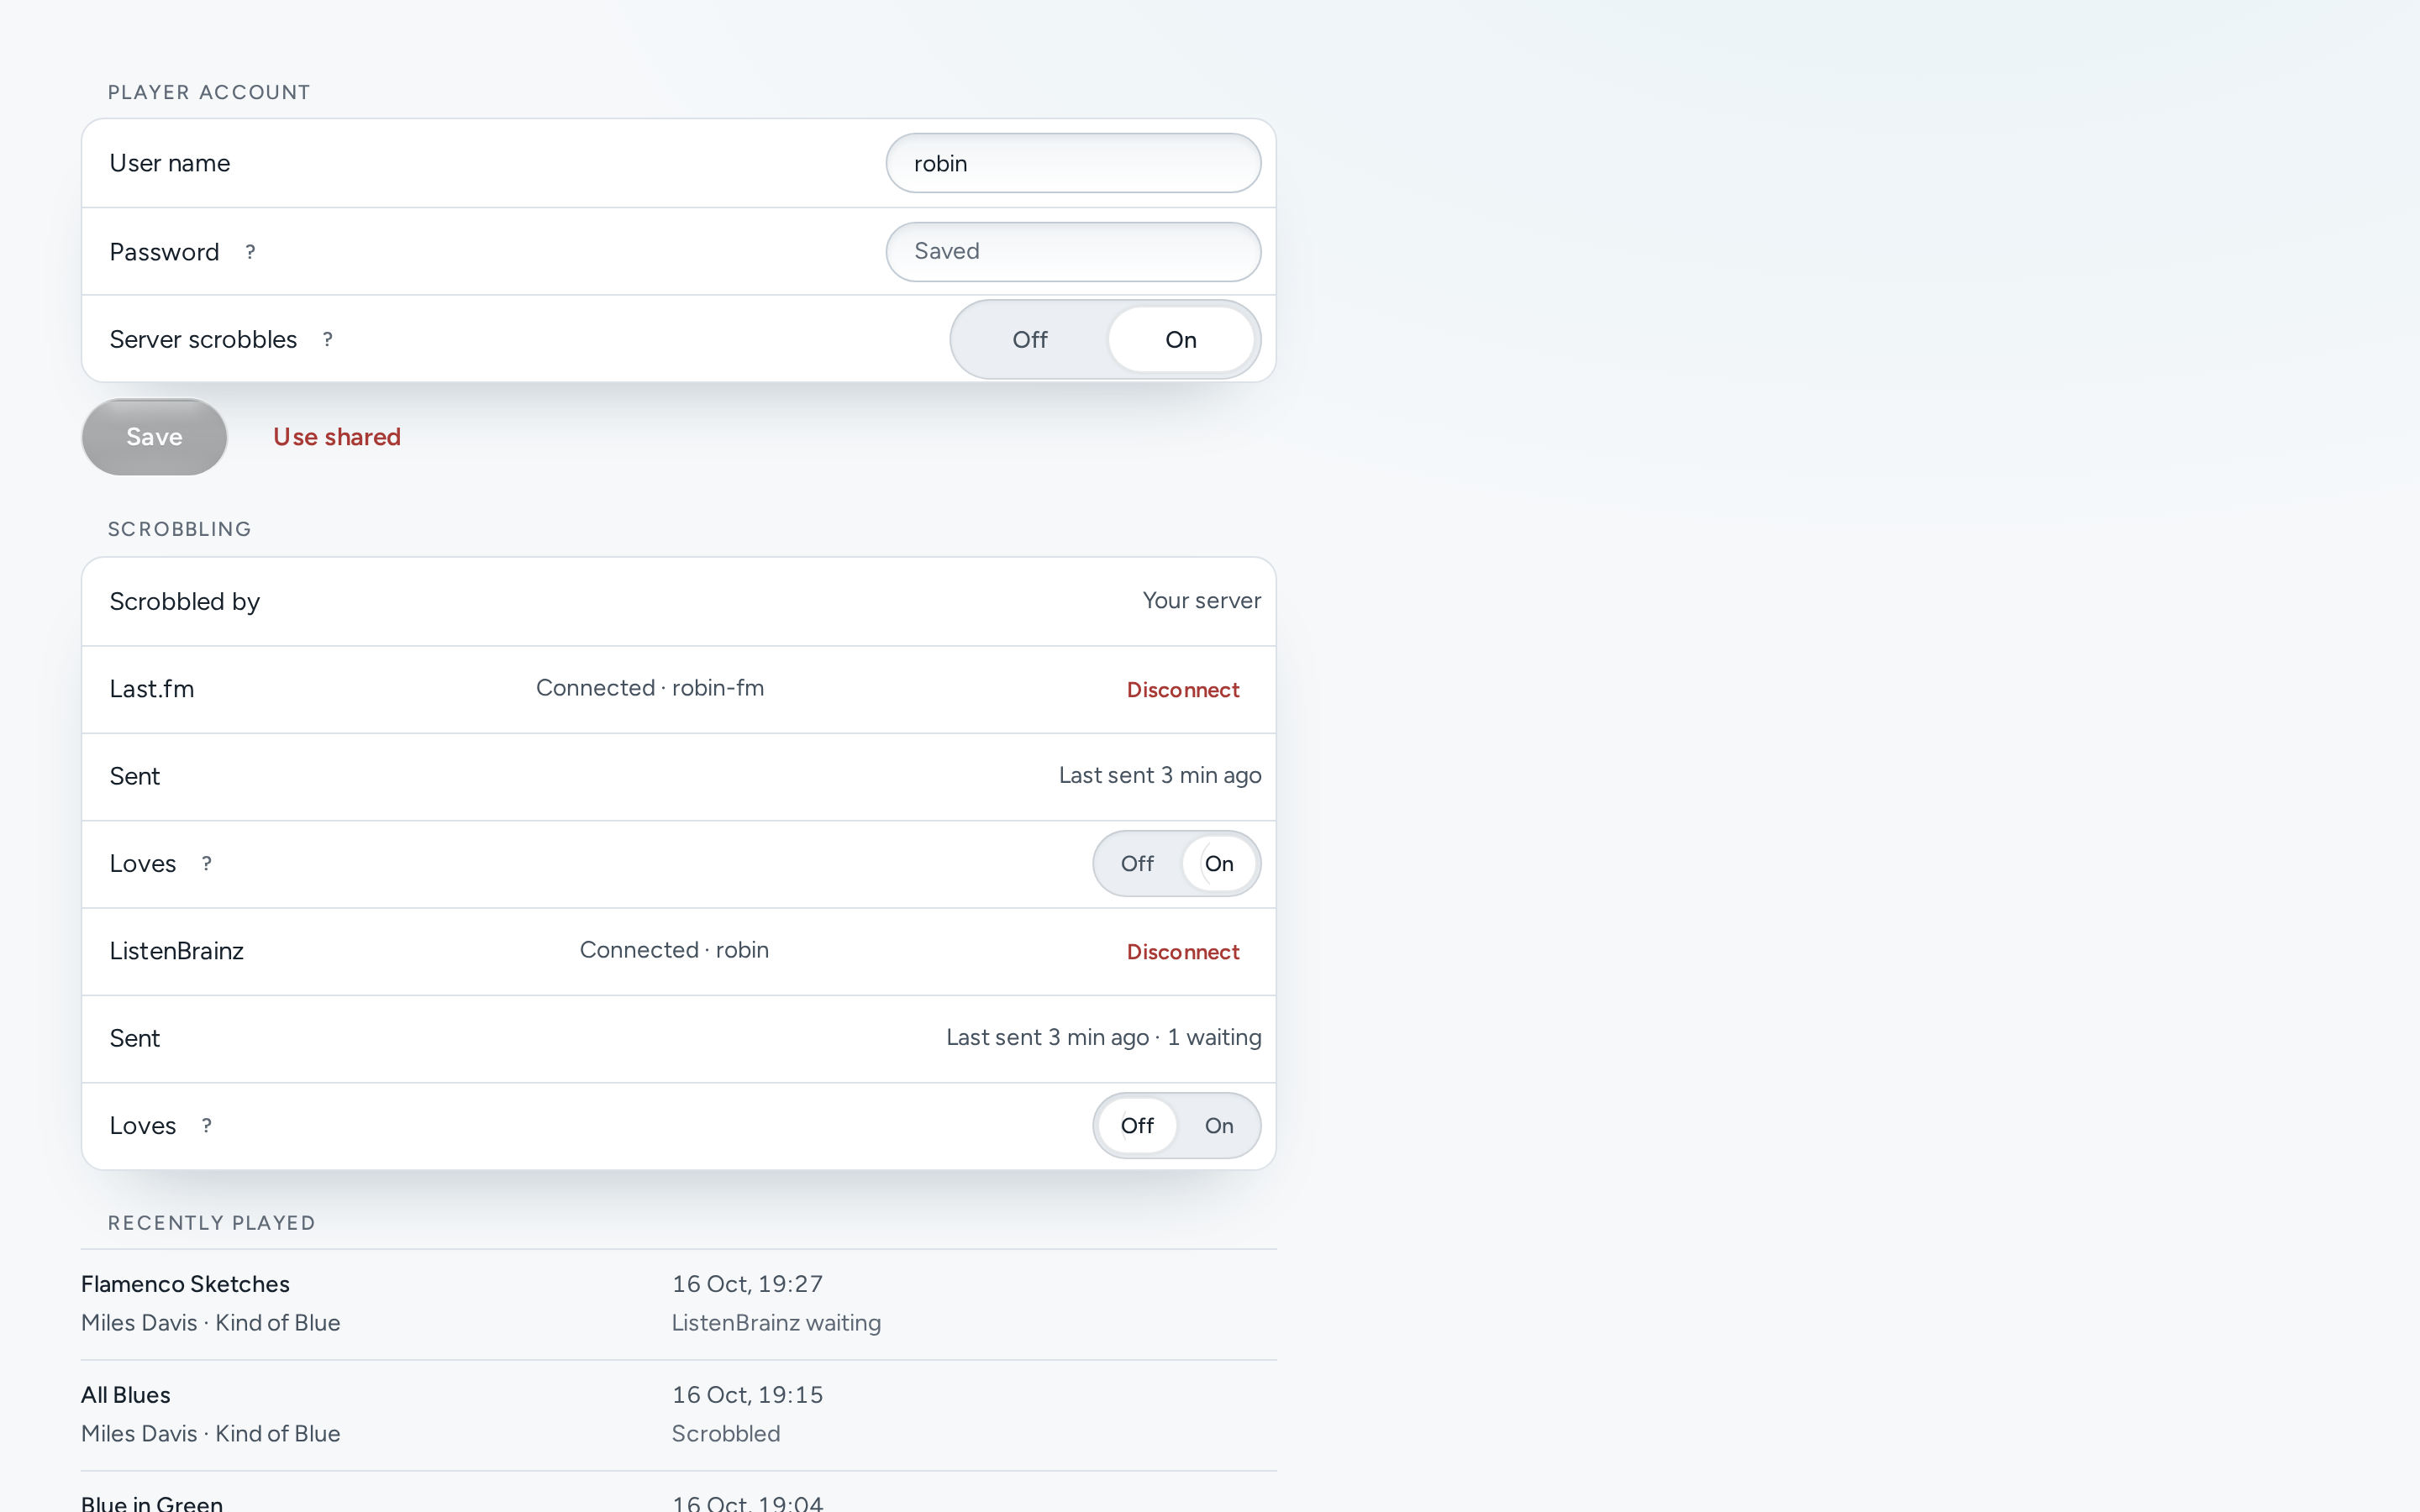 PLAYER ACCOUNT
User name robin
Password ? Saved
Server scrobbles ? Off On
Save Use shared
SCROBBLING
Scrobbled by Your server
Last.fm Connected · robin-fm Disconnect
Sent Last sent 3 min ago
Loves ? Off On
ListenBrainz Connected · robin Disconnect
Sent Last sent 3 min ago · 1 waiting
Loves ? Off On
RECENTLY PLAYED
Flamenco Sketches 16 Oct, 19:27
Miles Davis · Kind of Blue ListenBrainz waiting
All Blues 16 Oct, 19:15
Miles Davis · Kind of Blue Scrobbled
Blue in Green 16 Oct, 19:04